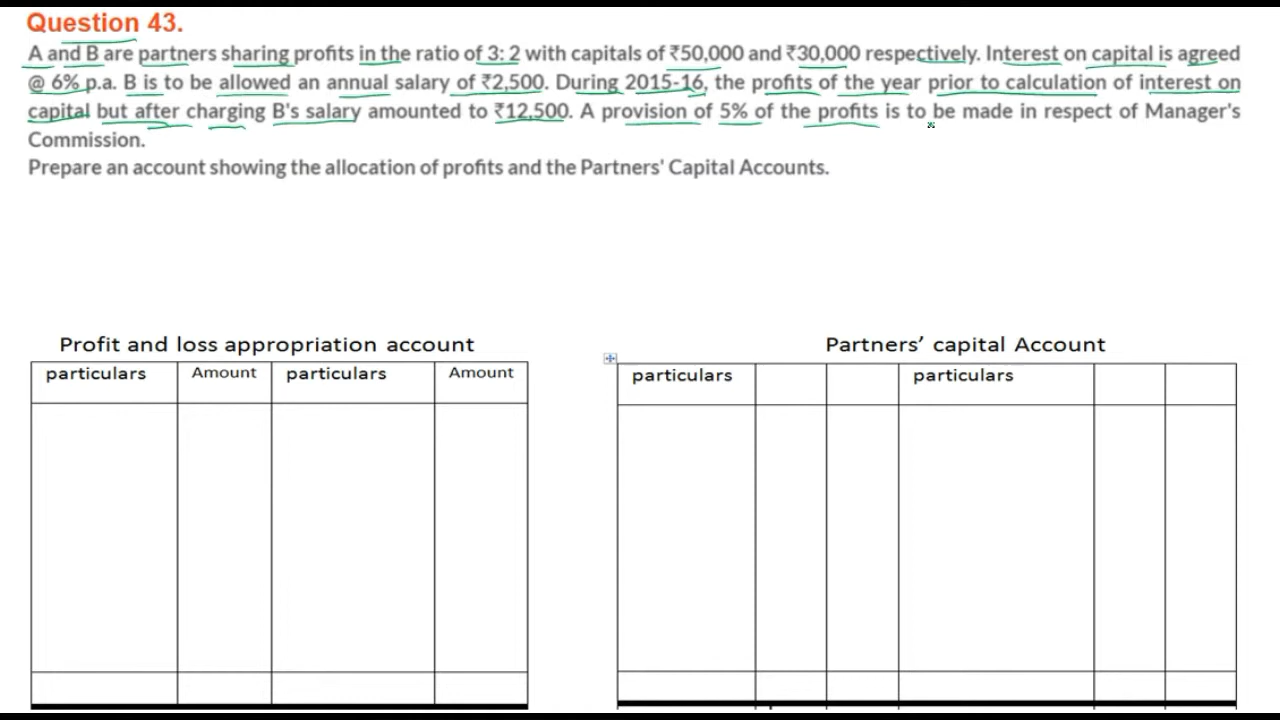 Question 43.
A and B are partners sharing profits in the ratio of 3: 2 with capitals of ₹50,000 and ₹30,000 respectively. Interest on capital is agreed
@ 6% p.a. B is to be allowed an annual salary of ₹2,500. During 2015-16, the profits of the year prior to calculation of interest on
capital but after charging B's salary amounted to ₹12,500. A provision of 5% of the profits is to be made in respect of Manager's
Commission.
Prepare an account showing the allocation of profits and the Partners' Capital Accounts.
Profit and loss appropriation account
particulars Amount particulars Amount
Partners’ capital Account
particulars particulars